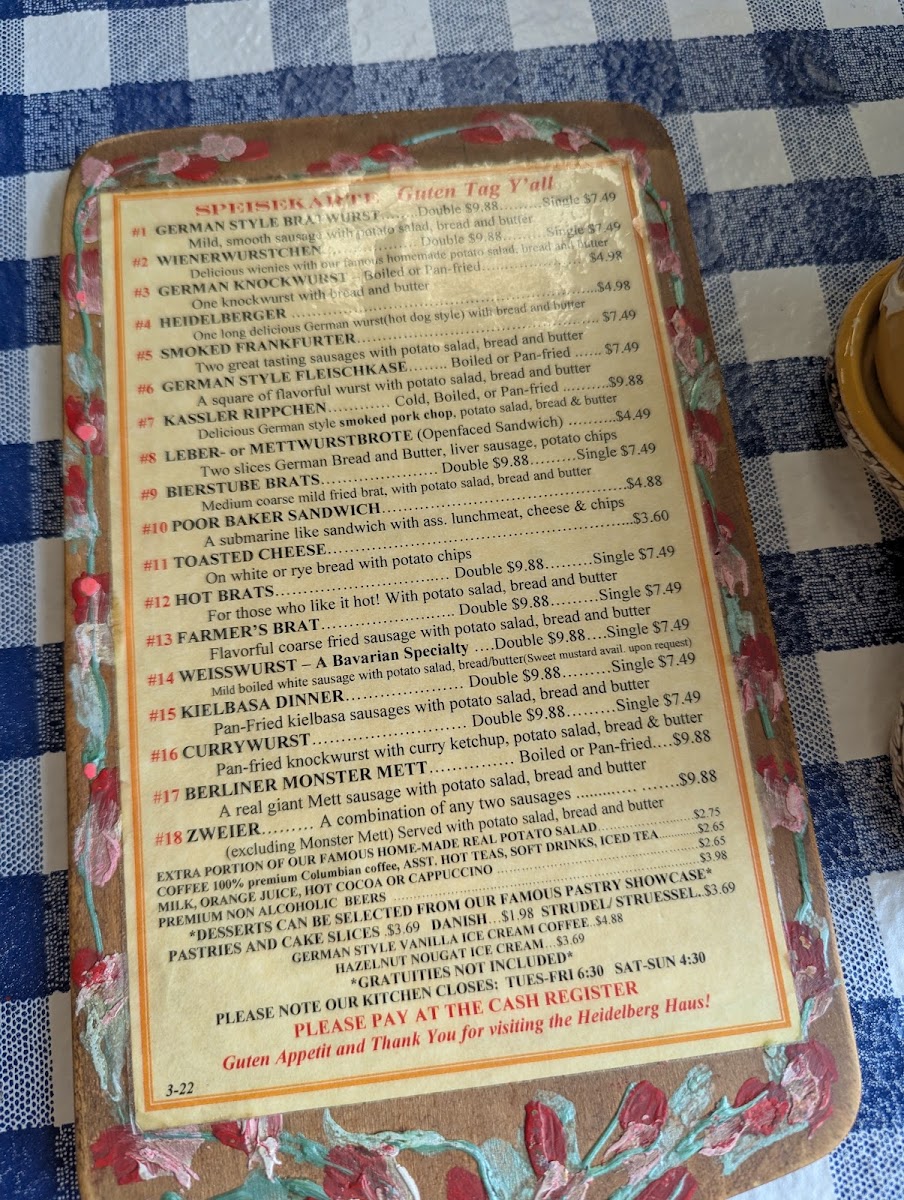 SPEISEKARTE Guten Tag Y'all
#1 GERMAN STYLE BRATWURST.......Double $9.88..........Single $7.49
Mild, smooth sausage with potato salad, bread and butter
#2 WIENERWURSTCHEN.................. Double $9.88.......... Single $7.49
Delicious wienies with our famous homemade potato salad, bread and butter
#3 GERMAN KNOCKWURST - Boiled or Pan-fried......................... $4.98
One knockwurst with bread and butter
#4 HEIDELBERGER ..............................................................$4.98
One long delicious German wurst(hot dog style) with bread and butter
#5 SMOKED FRANKFURTER.................................................. $7.49
Two great tasting sausages with potato salad, bread and butter
#6 GERMAN STYLE FLEISCHKASE........ Boiled or Pan-fried ...... $7.49
A square of flavorful wurst with potato salad, bread and butter
#7 KASSLER RIPPCHEN............ Cold, Boiled, or Pan-fried ..........$9.88
Delicious German style smoked pork chop, potato salad, bread & butter
#8 LEBER- or METTWURSTBROTE (Openfaced Sandwich) ..........$4.49
Two slices German Bread and Butter, liver sausage, potato chips
#9 BIERSTUBE BRATS...................... Double $9.88.........Single $7.49
Medium coarse mild fried brat, with potato salad, bread and butter
#10 POOR BAKER SANDWICH..............................................$4.88
A submarine like sandwich with ass. lunchmeat, cheese & chips
#11 TOASTED CHEESE..........................................................$3.60
On white or rye bread with potato chips
#12 HOT BRATS................................. Double $9.88.........Single $7.49
For those who like it hot! With potato salad, bread and butter
#13 FARMER'S BRAT......................... Double $9.88.........Single $7.49
Flavorful coarse fried sausage with potato salad, bread and butter
#14 WEISSWURST – A Bavarian Specialty ....Double $9.88....Single $7.49
Mild boiled white sausage with potato salad, bread/butter(Sweet mustard avail. upon request)
#15 KIELBASA DINNER...................... Double $9.88.........Single $7.49
Pan-Fried kielbasa sausages with potato salad, bread and butter
#16 CURRYWURST............................ Double $9.88.........Single $7.49
Pan-fried knockwurst with curry ketchup, potato salad, bread & butter
#17 BERLINER MONSTER METT.............. Boiled or Pan-fried....$9.88
A real giant Mett sausage with potato salad, bread and butter
#18 ZWEIER......... A combination of any two sausages ............. .......$9.88
(excluding Monster Mett) Served with potato salad, bread and butter
EXTRA PORTION OF OUR FAMOUS HOME-MADE REAL POTATO SALAD..............................$2.75
COFFEE 100% premium Columbian coffee, ASST. HOT TEAS, SOFT DRINKS, ICED TEA............$2.65
MILK, ORANGE JUICE, HOT COCOA OR CAPPUCCINO ..................................................$2.65
PREMIUM NON ALCOHOLIC BEERS ..............................................................................$3.98
*DESSERTS CAN BE SELECTED FROM OUR FAMOUS PASTRY SHOWCASE*
PASTRIES AND CAKE SLICES .$3.69 DANISH...$1.98 STRUDEL/ STRUESSEL..$3.69
GERMAN STYLE VANILLA ICE CREAM COFFEE..$4.88
HAZELNUT NOUGAT ICE CREAM...$3.69
*GRATUITIES NOT INCLUDED*
PLEASE NOTE OUR KITCHEN CLOSES: TUES-FRI 6:30 SAT-SUN 4:30
PLEASE PAY AT THE CASH REGISTER
Guten Appetit and Thank You for visiting the Heidelberg Haus!
3-22